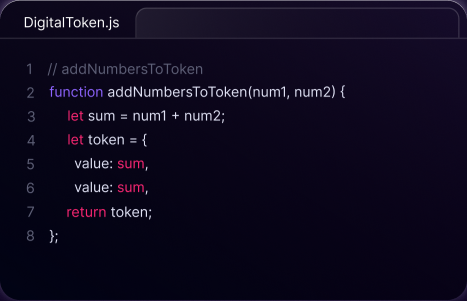 DigitalToken.js
1 // addNumbersToToken
2 function addNumbersToToken(num1, num2) {
3 let sum = num1 + num2;
4 let token = {
5 value: sum,
6 value: sum,
7 return token;
8 };